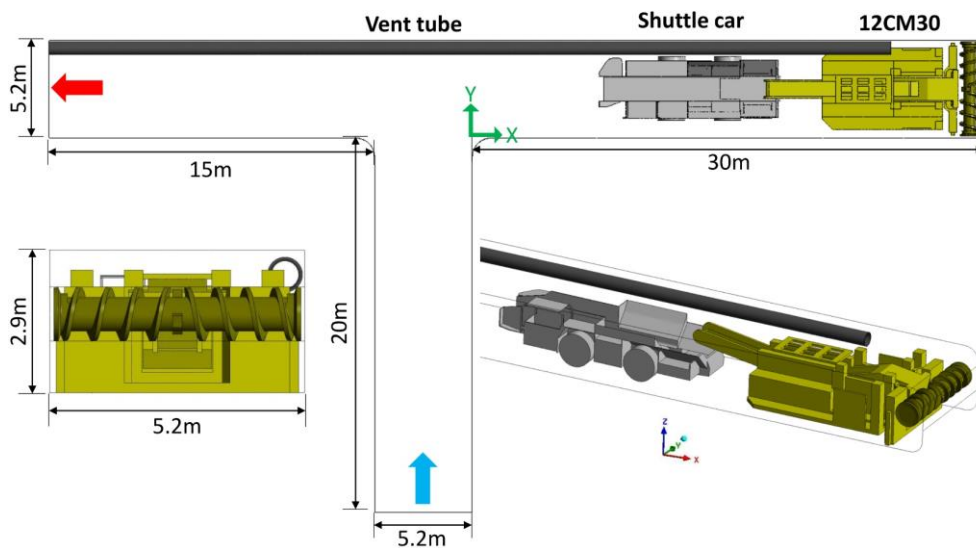 Vent tube
Shuttle car
12CM30
5.2m
Y
X
15m
30m
20m
2.9m
5.2m
5.2m
Z
Y
X